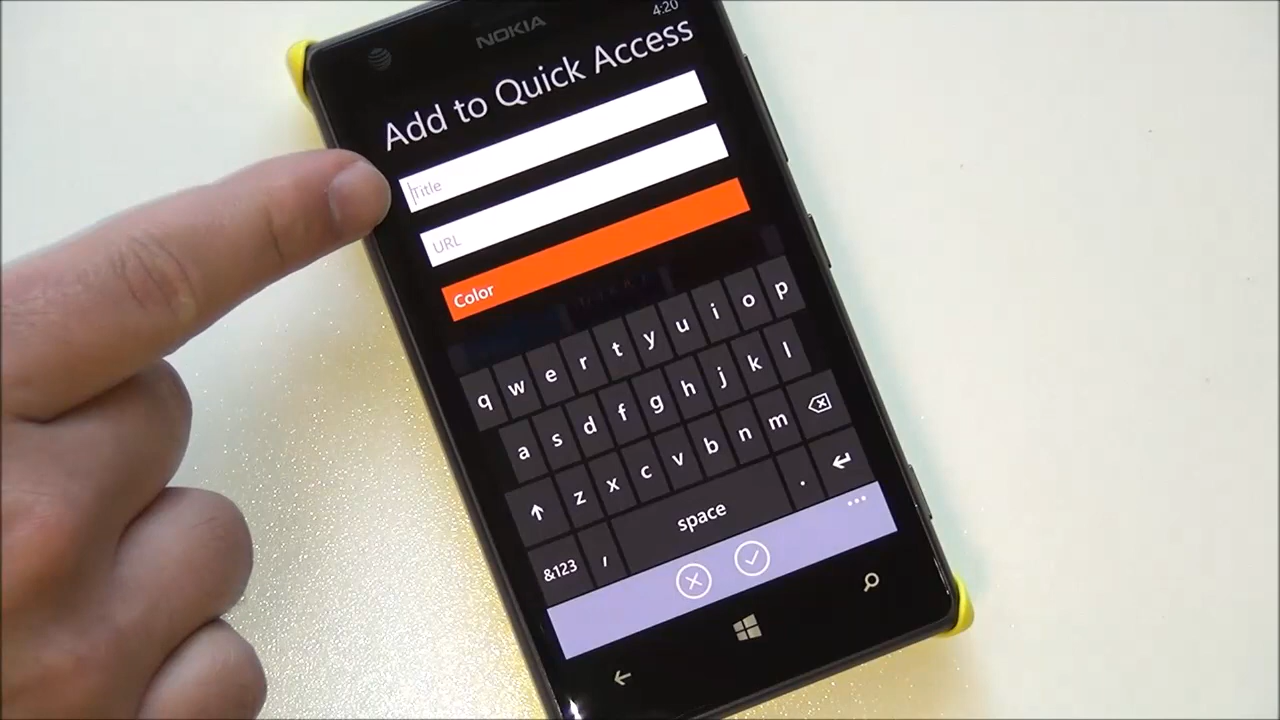 4:20
NOKIA
Add to Quick Access
Title
URL
Color
q w e r t y u i o p
a s d f g h j k l
z x c v b n m
&123 , space .